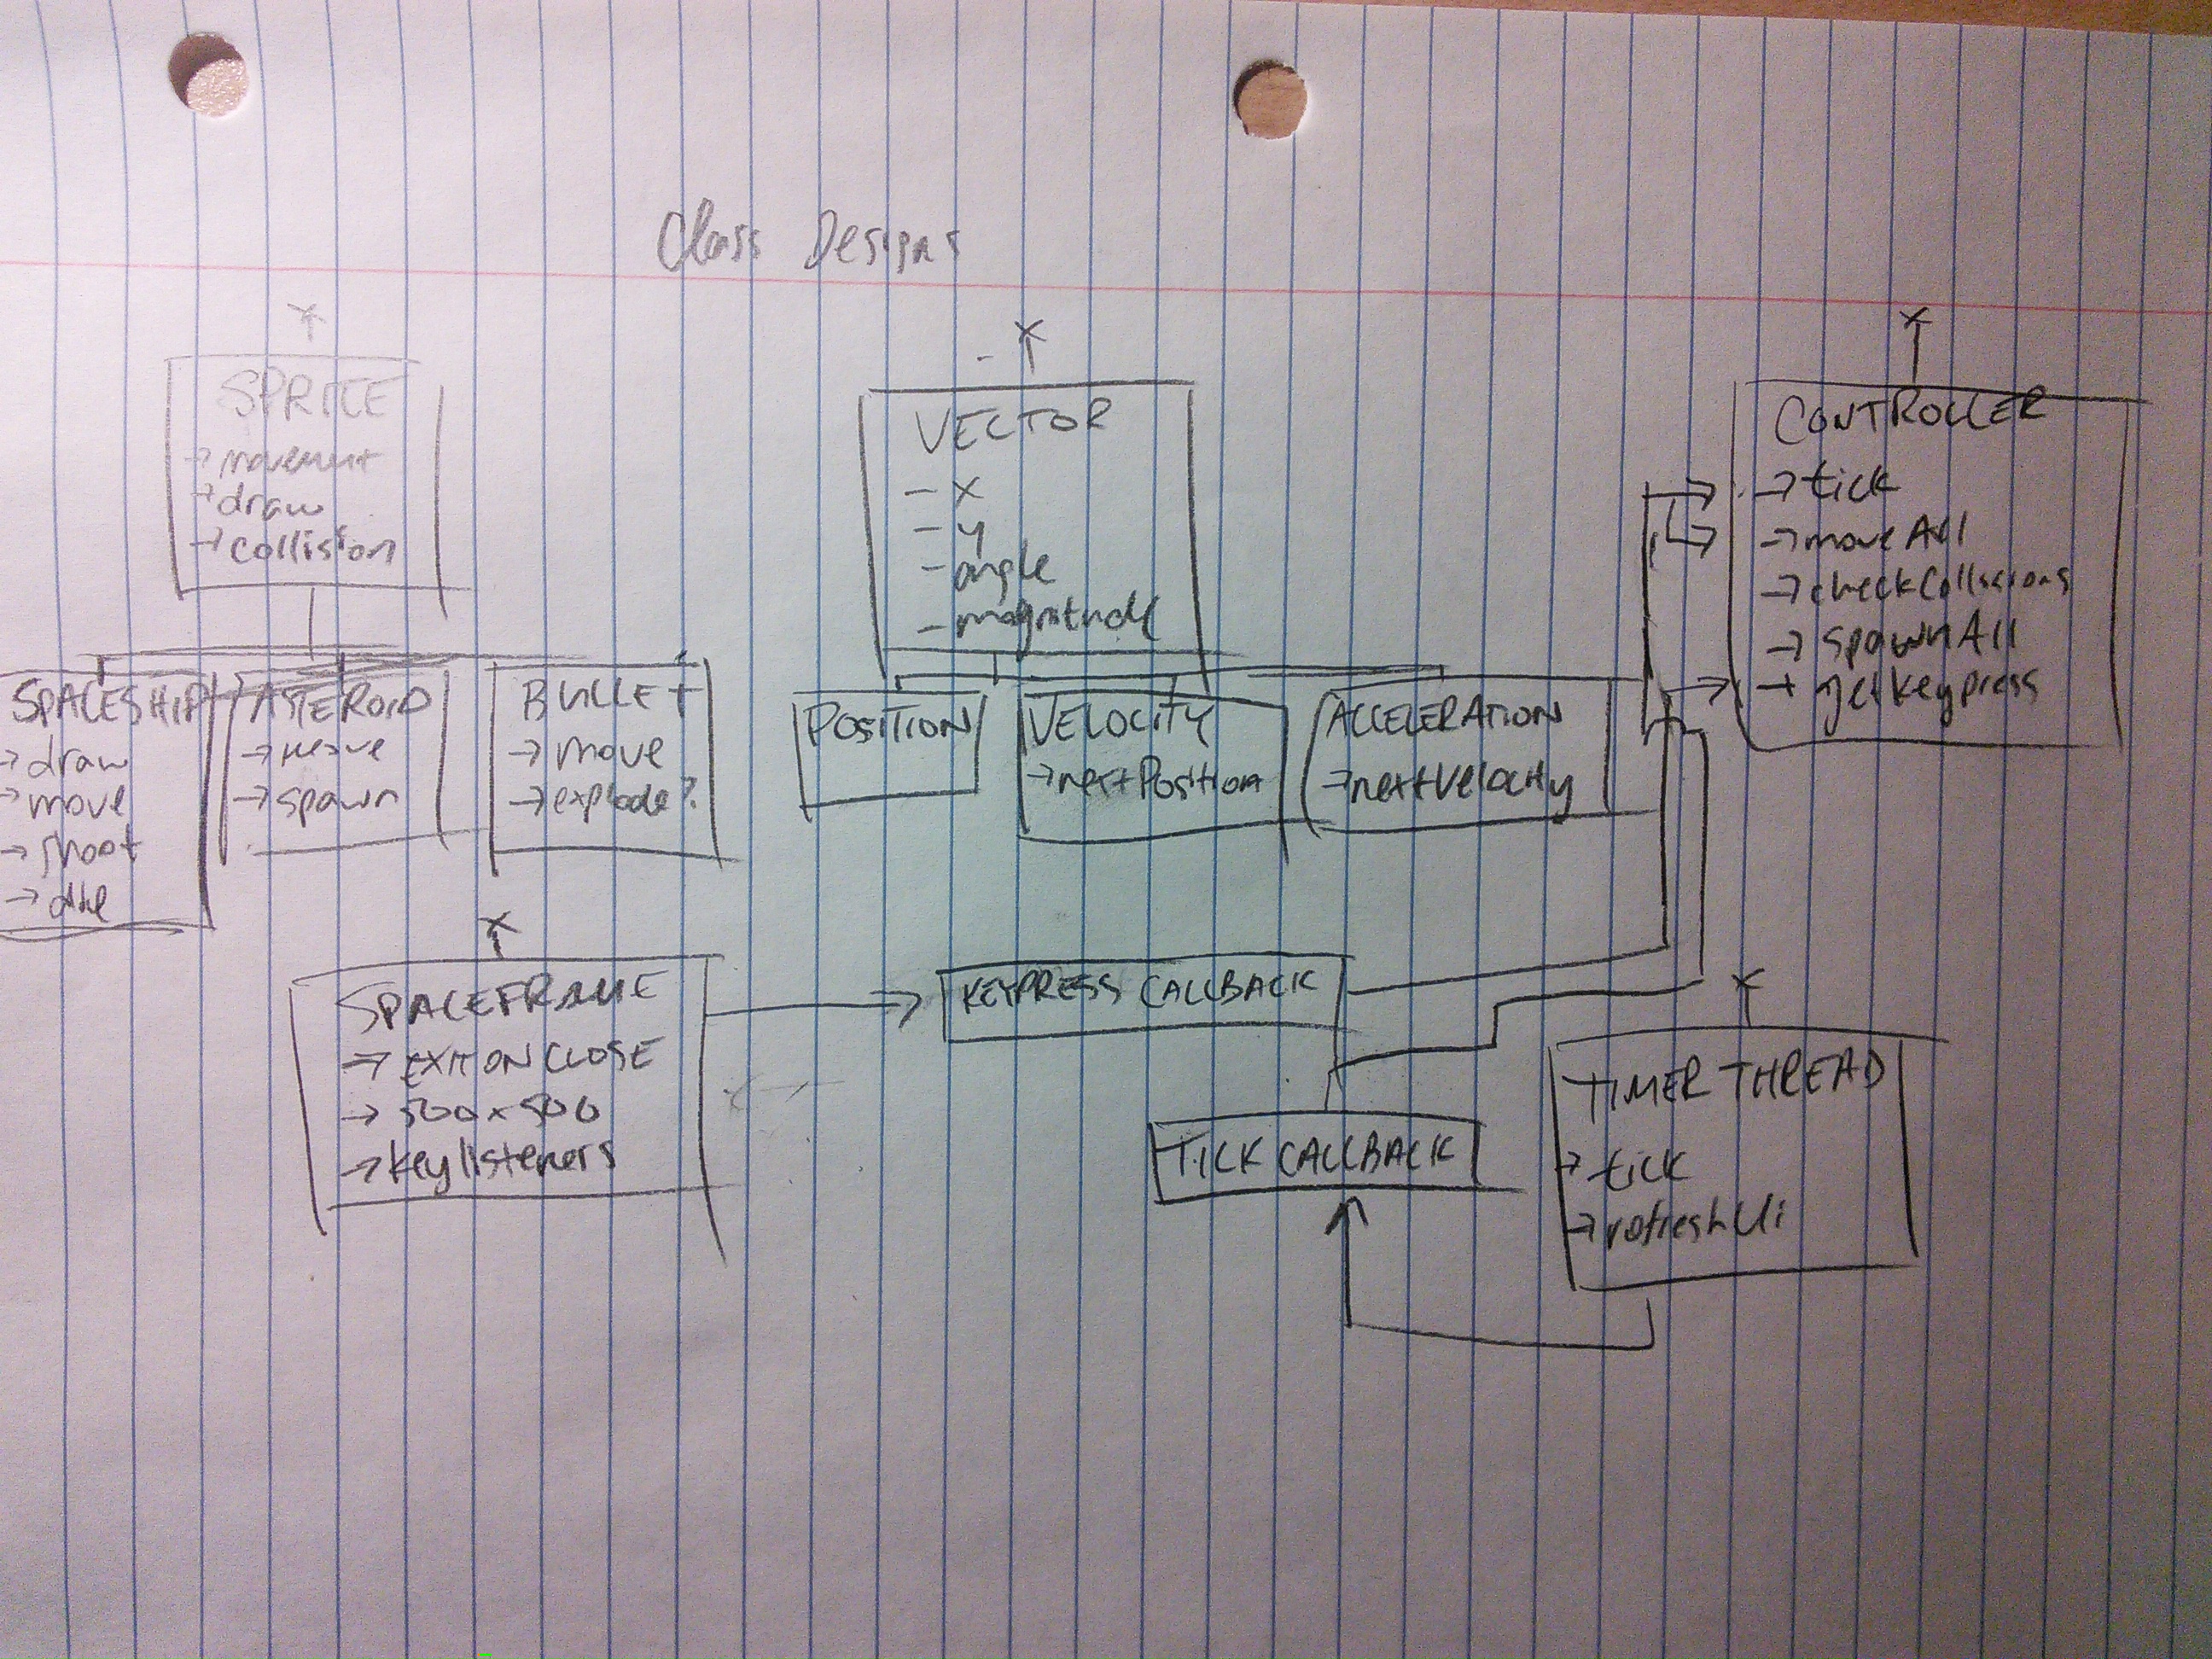 Class Designs
SPRITE
→ movement
→ draw
→ collision
SPACESHIP
→ draw
→ move
→ shoot
→ die
ASTEROID
→ move
→ spawn
BULLET
→ move
→ explode?
VECTOR
- x
- y
- angle
- magnitude
POSITION
VELOCITY
→ nextPosition
ACCELERATION
→ nextVelocity
CONTROLLER
→ tick
→ moveAll
→ checkCollisions
→ spawnAll
→ getKeypress
SPACEFRAME
→ EXIT ON CLOSE
→ 500x500
→ keylisteners
KEYPRESS CALLBACK
TICK CALLBACK
TIMER THREAD
→ tick
→ refreshUi